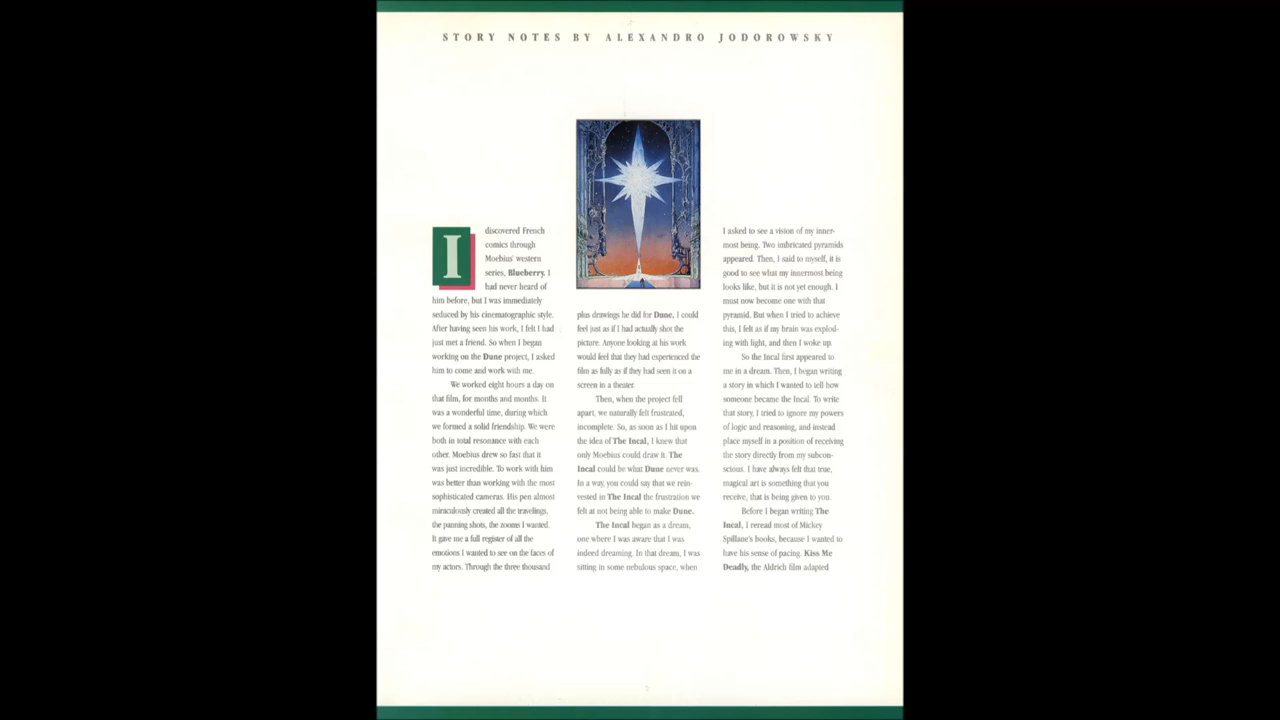 STORY NOTES BY ALEXANDRO JODOROWSKY
I discovered French
comics through
Moebius' western
series, Blueberry. I
had never heard of
him before, but I was immediately
seduced by his cinematographic style.
After having seen his work, I felt I had
just met a friend. So when I began
working on the Dune project, I asked
him to come and work with me.
We worked eight hours a day on
that film, for months and months. It
was a wonderful time, during which
we formed a solid friendship. We were
both in total resonance with each
other. Moebius drew so fast that it
was just incredible. To work with him
was better than working with the most
sophisticated cameras. His pen almost
miraculously created all the travelings,
the panning shots, the zooms I wanted.
It gave me a full register of all the
emotions I wanted to see on the faces of
my actors. Through the three thousand
plus drawings he did for Dune, I could
feel just as if I had actually shot the
picture. Anyone looking at his work
would feel that they had experienced the
film as fully as if they had seen it on a
screen in a theater.
Then, when the project fell
apart, we naturally felt frustrated,
incomplete. So, as soon as I hit upon
the idea of The Incal, I knew that
only Moebius could draw it. The
Incal could be what Dune never was.
In a way, you could say that we rein-
vested in The Incal the frustration we
felt at not being able to make Dune.
The Incal began as a dream,
one where I was aware that I was
indeed dreaming. In that dream, I was
sitting in some nebulous space, when
I asked to see a vision of my inner-
most being. Two imbricated pyramids
appeared. Then, I said to myself, it is
good to see what my innermost being
looks like, but it is not yet enough. I
must now become one with that
pyramid. But when I tried to achieve
this, I felt as if my brain was explod-
ing with light, and then I woke up.
So the Incal first appeared to
me in a dream. Then, I began writing
a story in which I wanted to tell how
someone became the Incal. To write
that story, I tried to ignore my powers
of logic and reasoning, and instead
place myself in a position of receiving
the story directly from my subcon-
scious. I have always felt that true,
magical art is something that you
receive, that is being given to you.
Before I began writing The
Incal, I reread most of Mickey
Spillane's books, because I wanted to
have his sense of pacing. Kiss Me
Deadly, the Aldrich film adapted